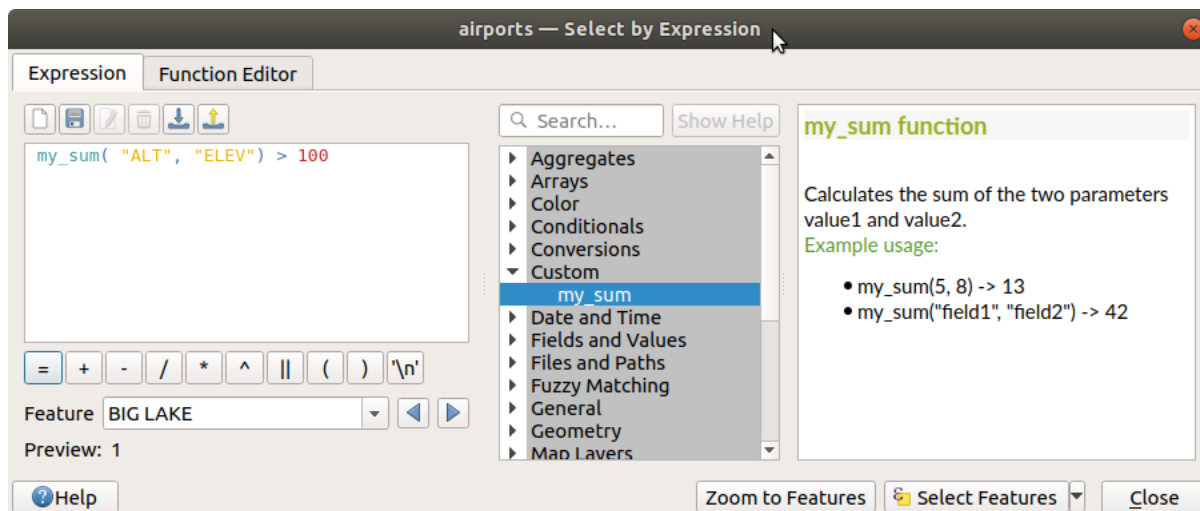 airports — Select by Expression
Expression
Function Editor
Search...
Show Help
my_sum( "ALT", "ELEV") > 100
= + - / * ^ || ( ) '\n'
Feature BIG LAKE
Preview: 1
Aggregates
Arrays
Color
Conditionals
Conversions
Custom
my_sum
Date and Time
Fields and Values
Files and Paths
Fuzzy Matching
General
Geometry
Map Layers
my_sum function
Calculates the sum of the two parameters
value1 and value2.
Example usage:
● my_sum(5, 8) -> 13
● my_sum("field1", "field2") -> 42
Help
Zoom to Features
Select Features
Close